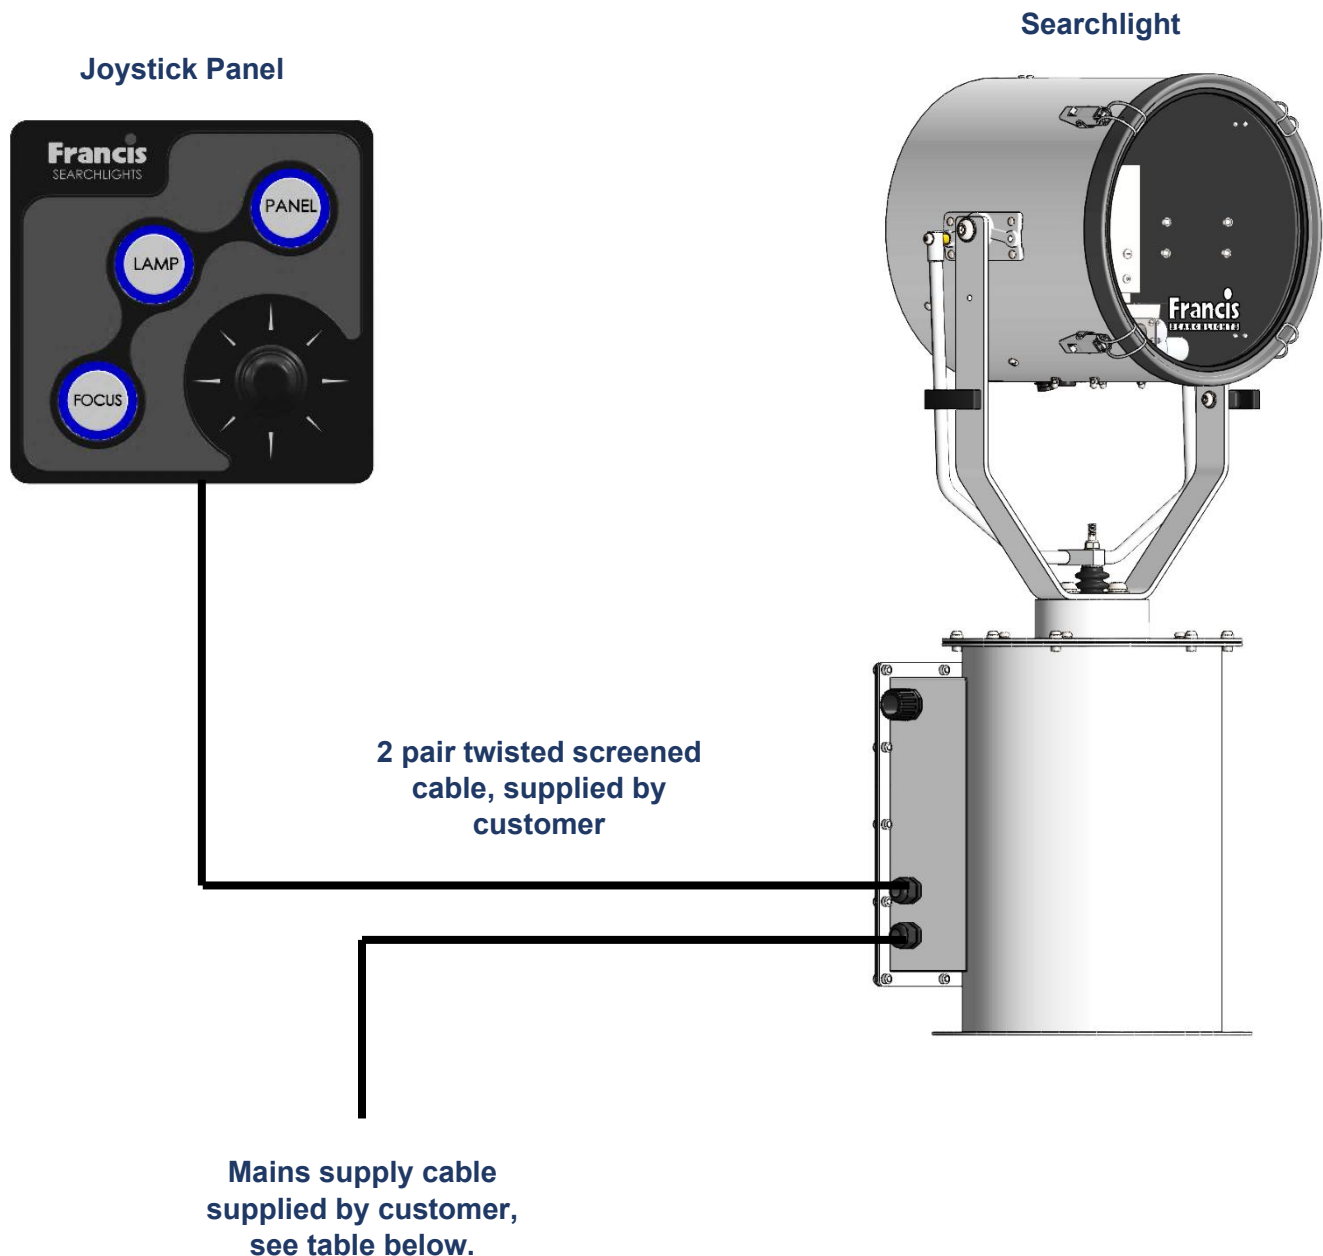 Searchlight
Joystick Panel
Francis
SEARCHLIGHTS
PANEL
LAMP
FOCUS
Francis
SEARCHLIGHTS
2 pair twisted screened
cable, supplied by
customer
Mains supply cable
supplied by customer,
see table below.